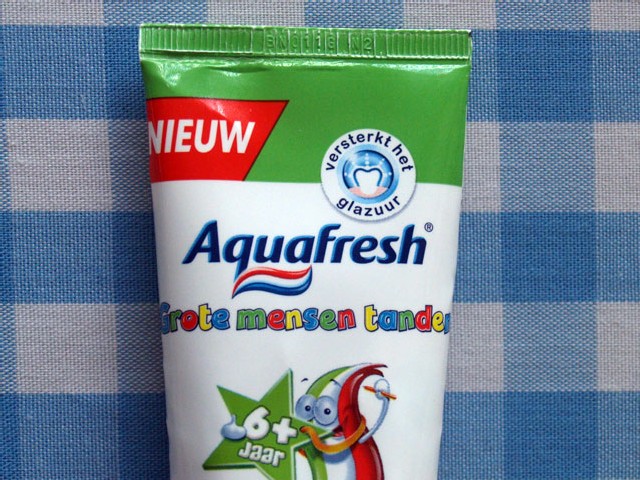 NIEUW
versterkt het
glazuur
Aquafresh®
Grote mensen tanden
6+
jaar